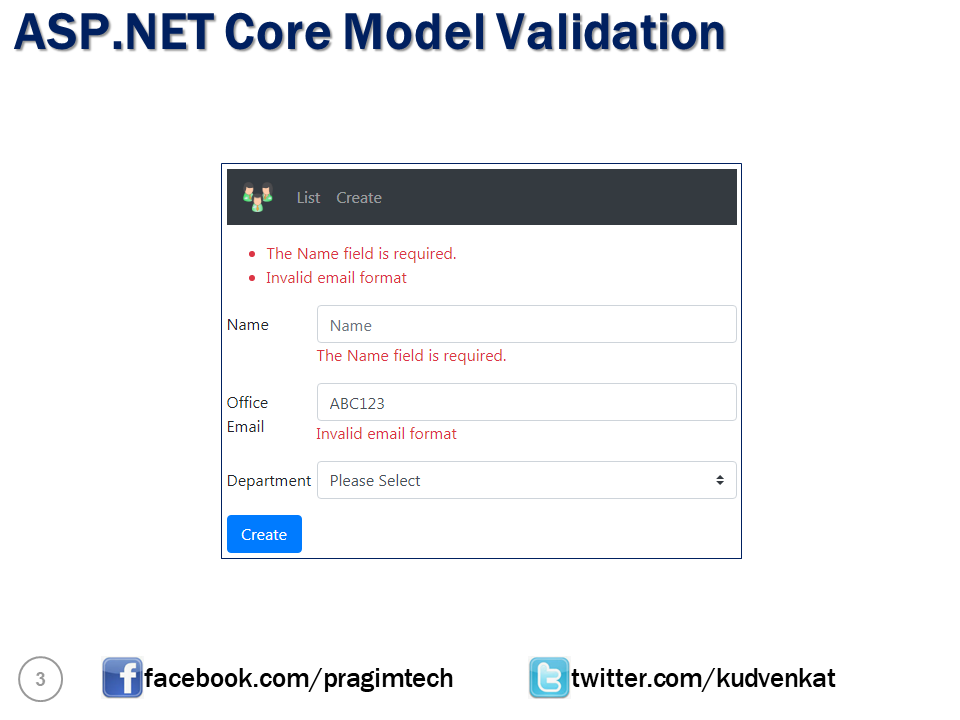 ASP.NET Core Model Validation
List Create
The Name field is required.
Invalid email format
Name
Name
The Name field is required.
Office Email
ABC123
Invalid email format
Department
Please Select
Create
3
facebook.com/pragimtech
twitter.com/kudvenkat